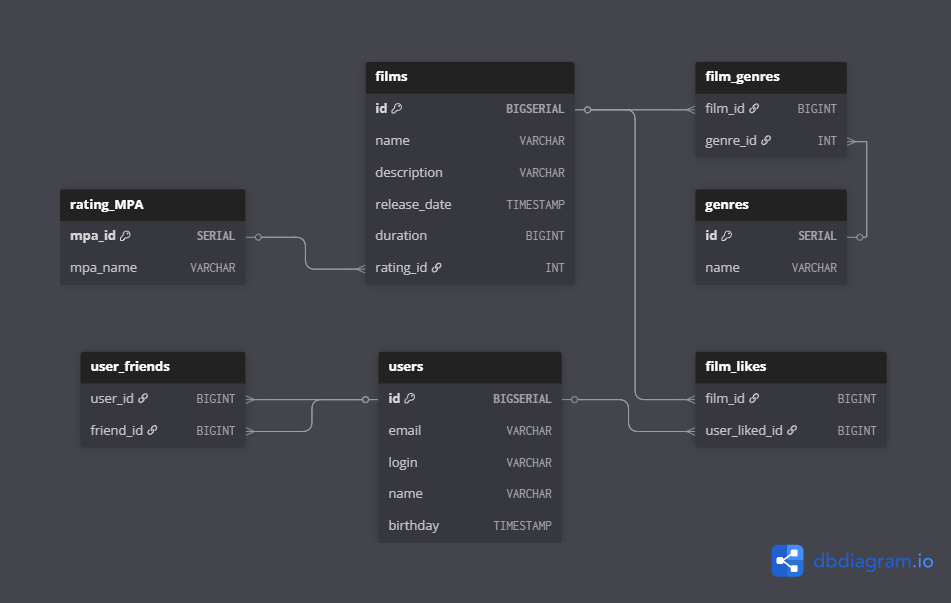 films
id BIGSERIAL
name VARCHAR
description VARCHAR
release_date TIMESTAMP
duration BIGINT
rating_id INT
film_genres
film_id BIGINT
genre_id INT
rating_MPA
mpa_id SERIAL
mpa_name VARCHAR
genres
id SERIAL
name VARCHAR
user_friends
user_id BIGINT
friend_id BIGINT
users
id BIGSERIAL
email VARCHAR
login VARCHAR
name VARCHAR
birthday TIMESTAMP
film_likes
film_id BIGINT
user_liked_id BIGINT
dbdiagram.io